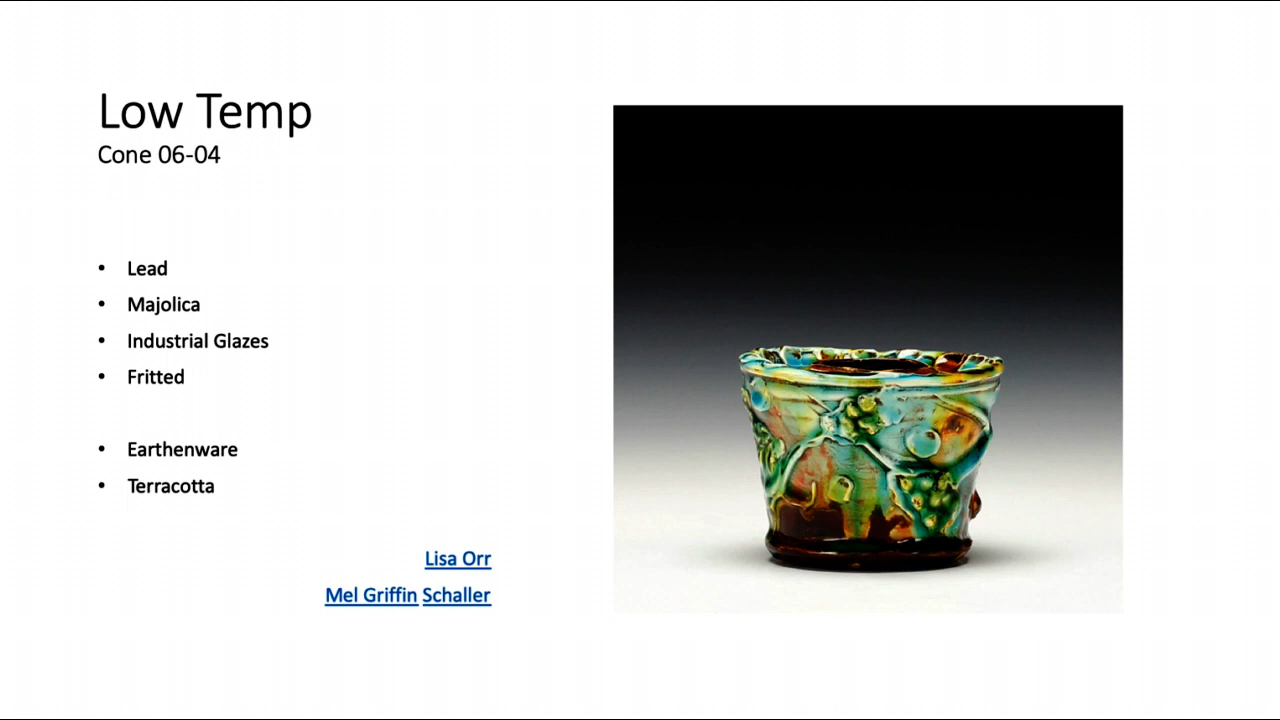 Low Temp
Cone 06-04
• Lead
• Majolica
• Industrial Glazes
• Fritted
• Earthenware
• Terracotta
Lisa Orr
Mel Griffin Schaller